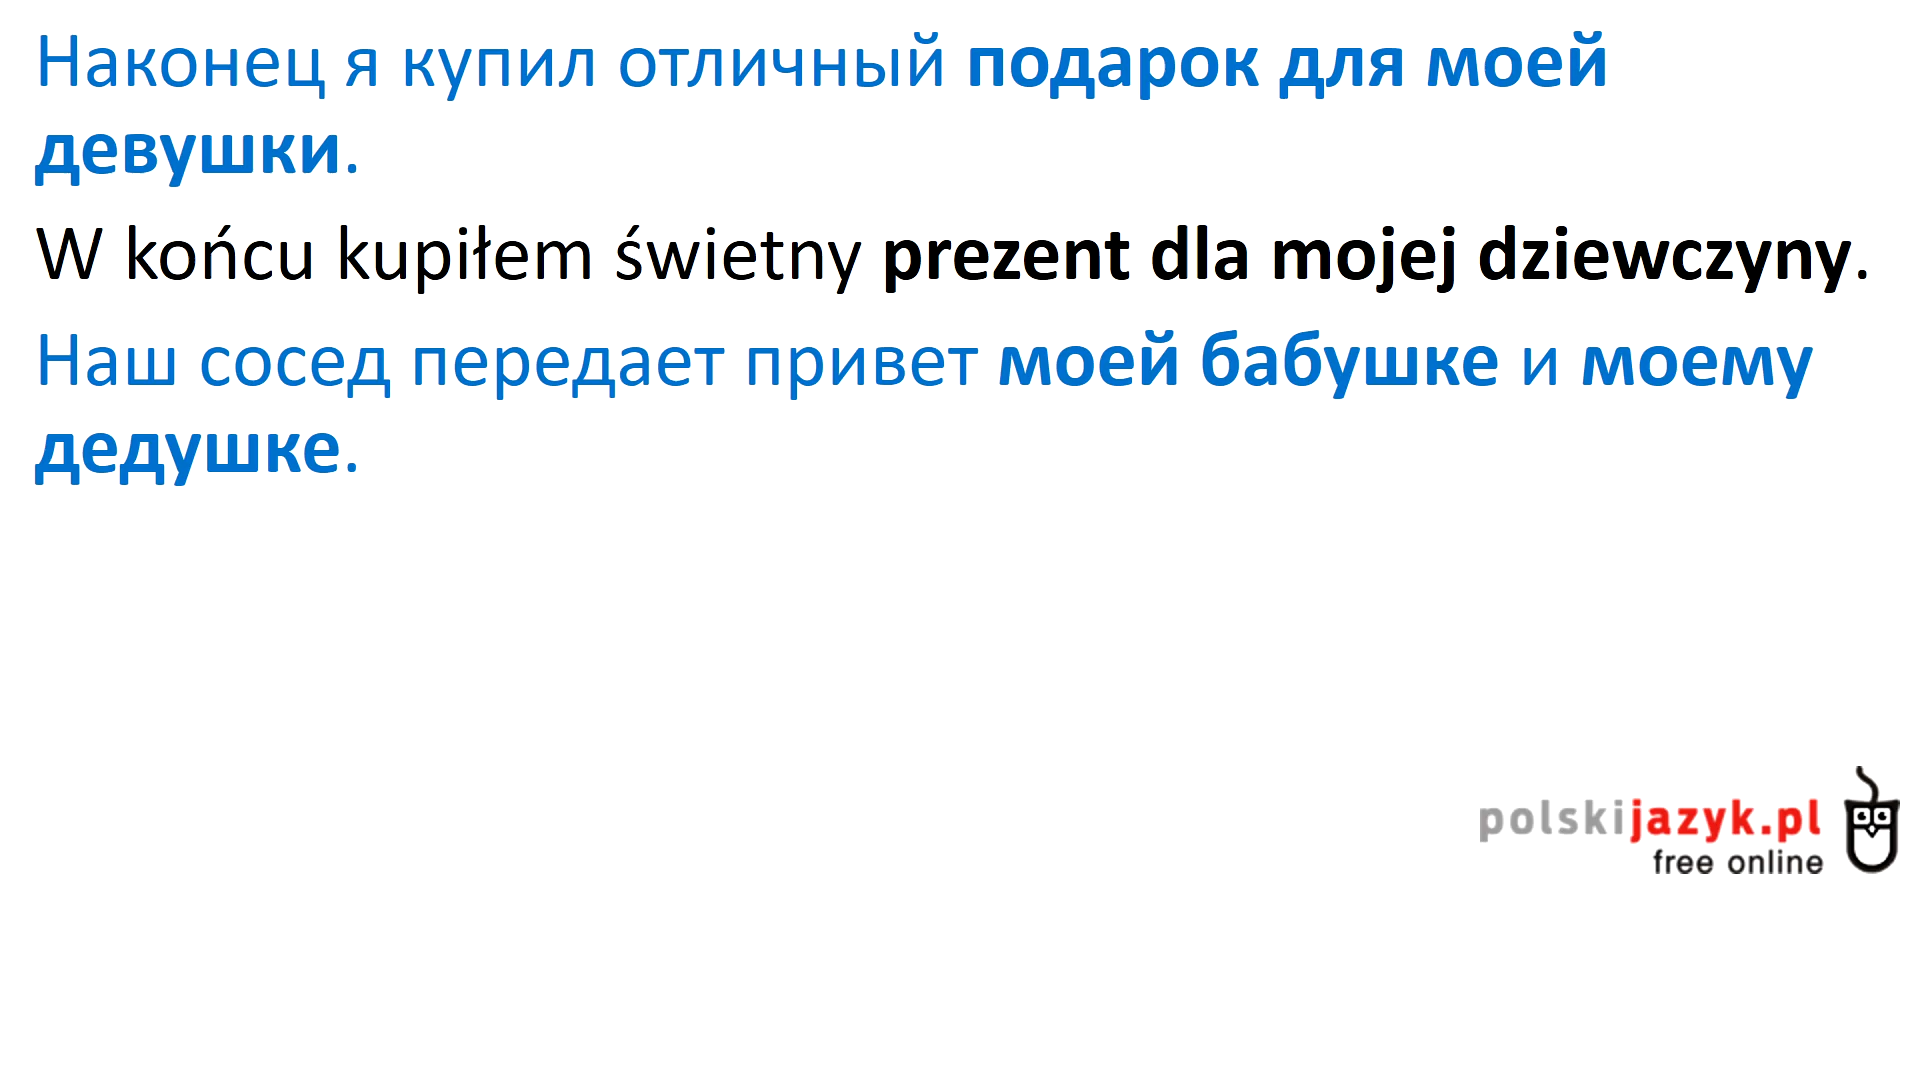 Наконец я купил отличный подарок для моей
девушки.
W końcu kupiłem świetny prezent dla mojej dziewczyny.
Наш сосед передает привет моей бабушке и моему
дедушке.
polskijazyk.pl
free online